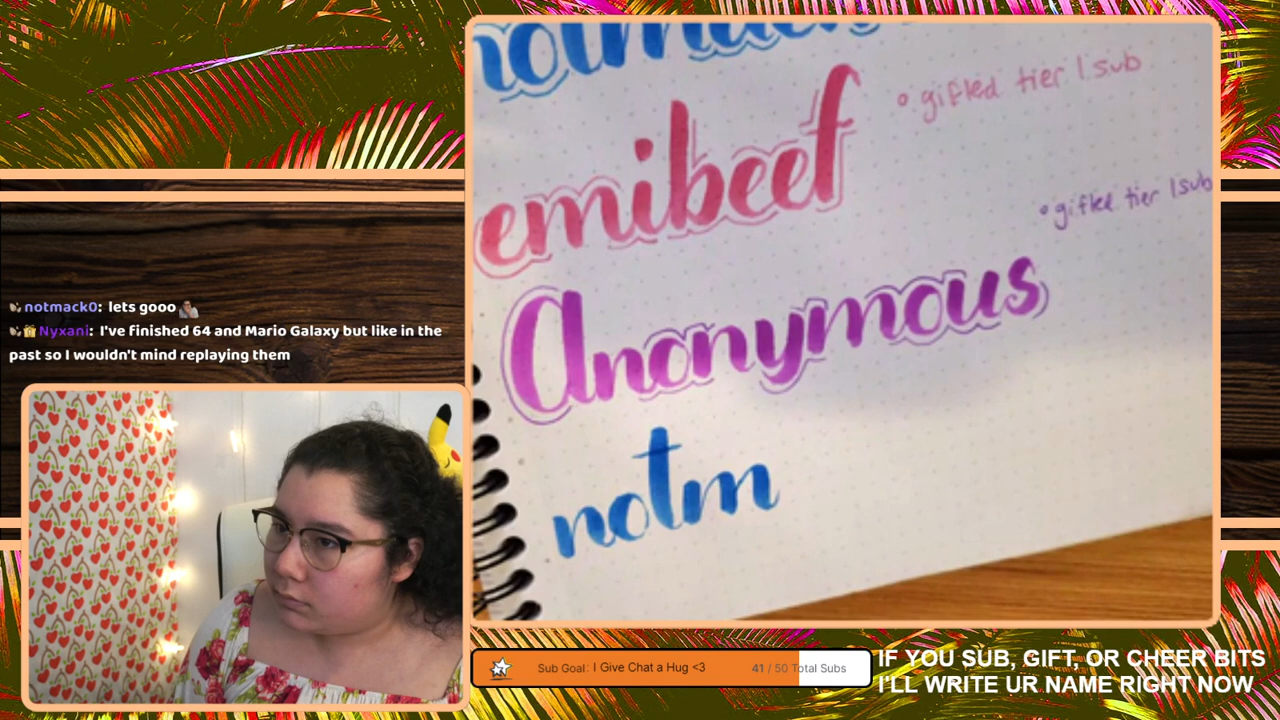 emibeef
• gifted tier 1 sub
Anonymous
• gifted tier 1 sub
notm
notmack0: lets gooo
Nyxani: I've finished 64 and Mario Galaxy but like in the
past so I wouldn't mind replaying them
Sub Goal: I Give Chat a Hug <3 41 / 50 Total Subs
IF YOU SUB, GIFT, OR CHEER BITS
I'LL WRITE UR NAME RIGHT NOW